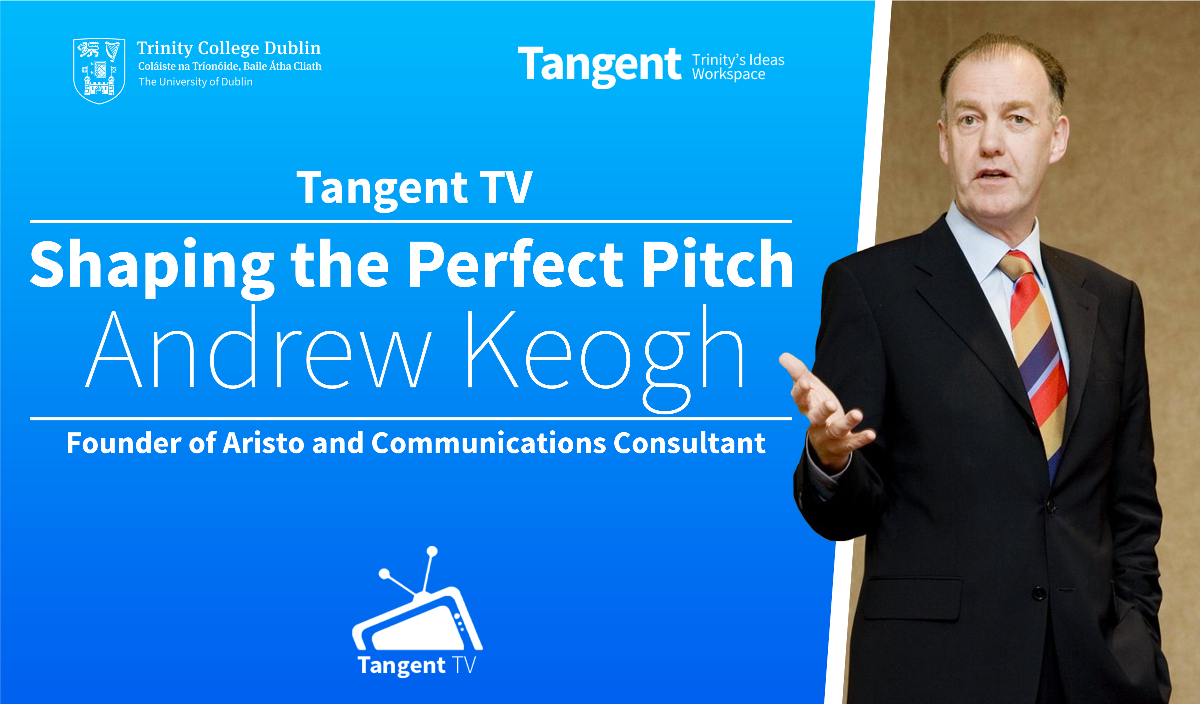 Trinity College Dublin
Coláiste na Tríonóide, Baile Átha Cliath
The University of Dublin
Tangent
Trinity's Ideas
Workspace
Tangent TV
Shaping the Perfect Pitch
Andrew Keogh
Founder of Aristo and Communications Consultant
Tangent TV